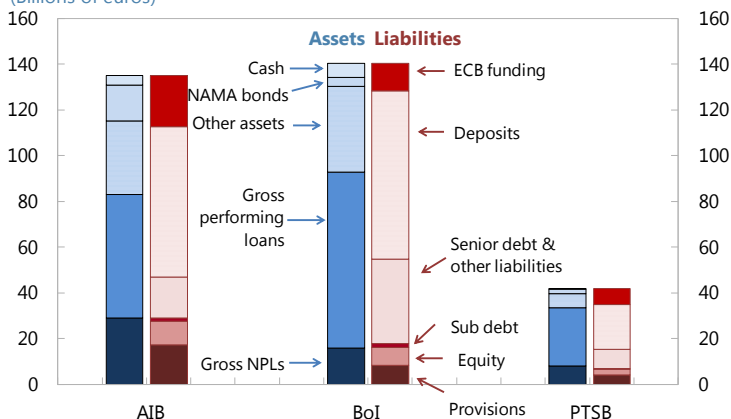 (Billions of euros)
160
160
Assets Liabilities
140
140
Cash
ECB funding
NAMA bonds
120
120
Other assets
Deposits
100
100
80
80
Gross
performing
loans
60
60
Senior debt &
other liabilities
40
40
Sub debt
20
20
Gross NPLs
Equity
0
0
AIB
BoI
Provisions
PTSB